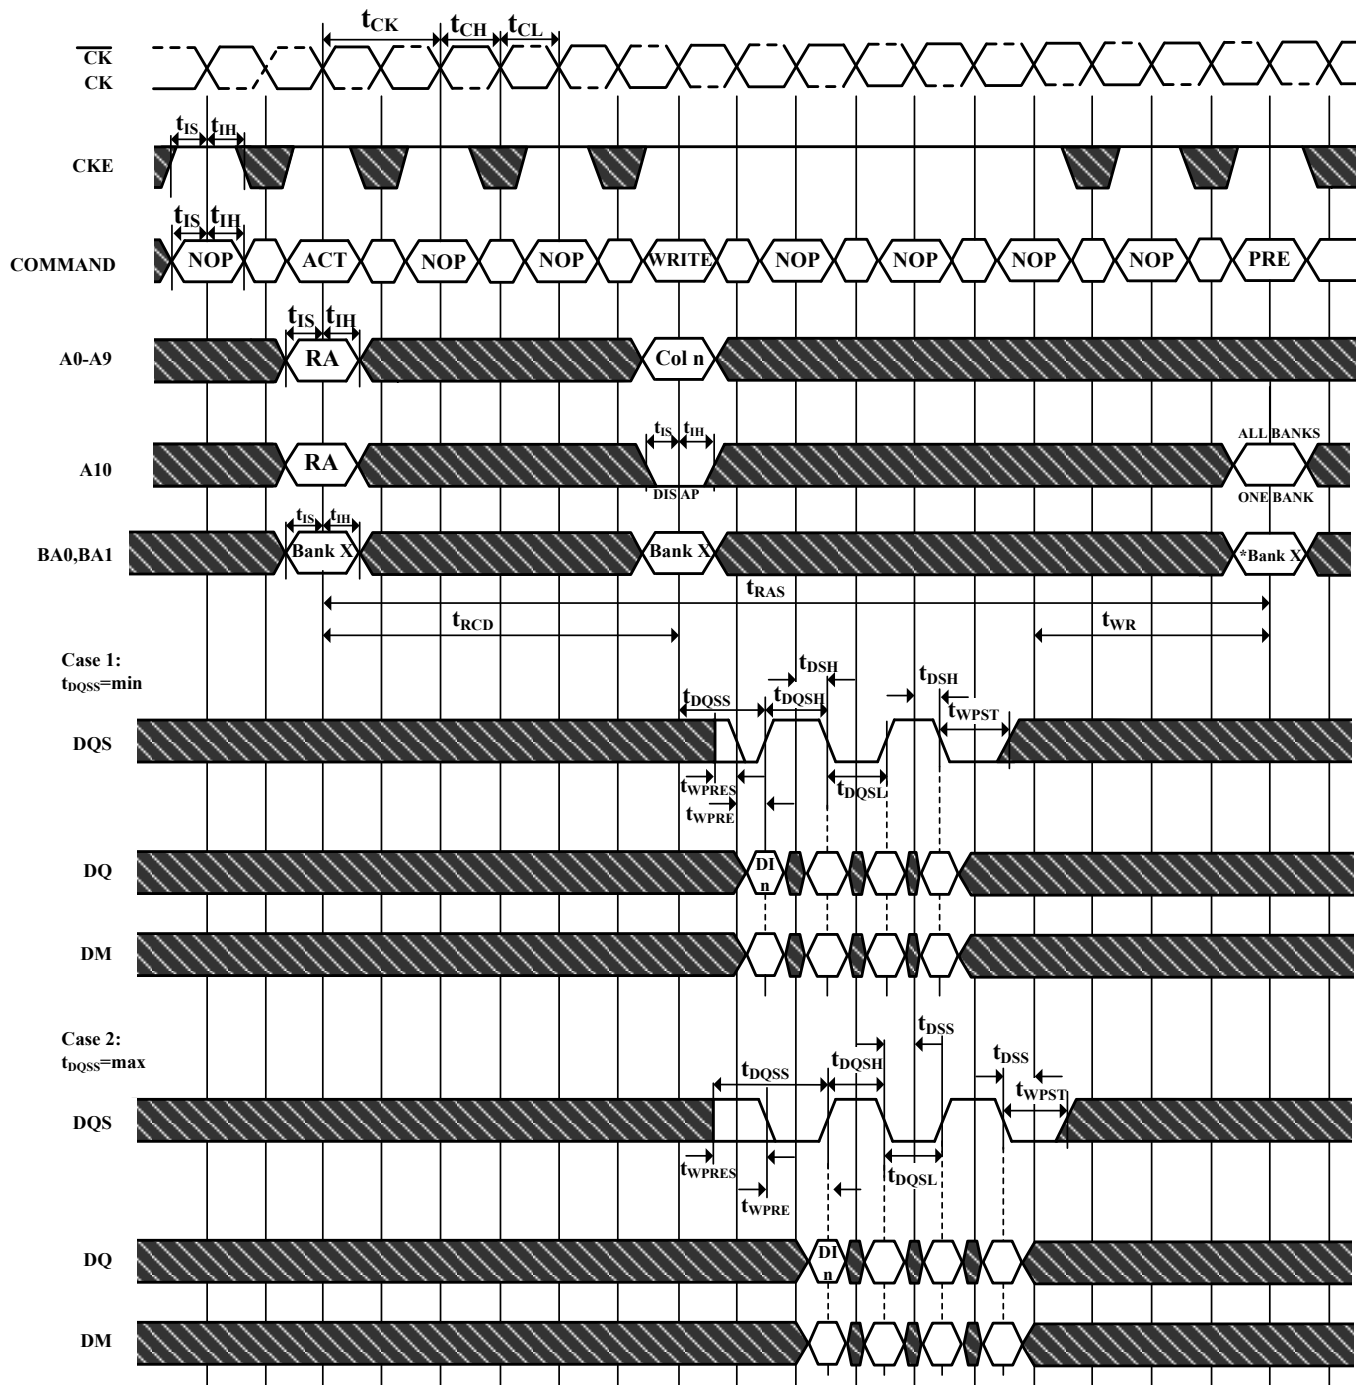 tCK tCH tCL
CK
CK
tIS tIH
CKE
tIS tIH
COMMAND NOP ACT NOP NOP WRITE NOP NOP NOP NOP PRE
tIS tIH
A0-A9 RA Col n
tIS tIH ALL BANKS
A10 RA
DIS AP ONE BANK
tIS tIH
BA0,BA1 Bank X Bank X *Bank X
tRAS
tRCD tWR
Case 1:
tDQSS=min
tDSH tDSH
tDQSS tDQSH
tWPST
DQS
tWPRES tDQSL
tWPRE
DQ DI
n
DM
Case 2:
tDQSS=max
tDSS
tDQSS tDQSH tDSS
tWPST
DQS
tWPRES tDQSL
tWPRE
DQ DI
n
DM